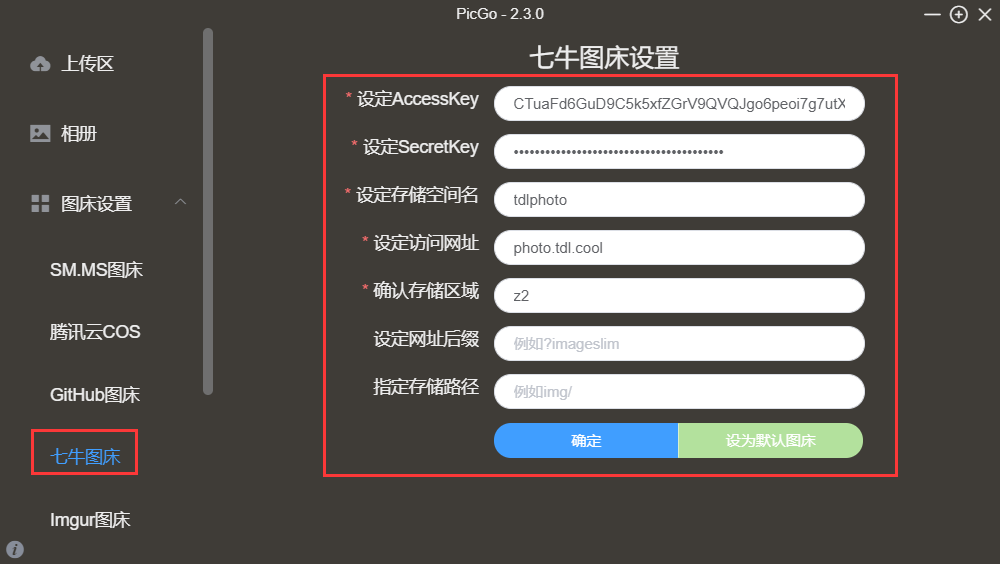 PicGo - 2.3.0
上传区
相册
图床设置
SM.MS图床
腾讯云COS
GitHub图床
七牛图床
Imgur图床
七牛图床设置
* 设定AccessKey CTuaFd6GuD9C5k5xfZGrV9QVQJgo6peoi7g7utX
* 设定SecretKey ••••••••••••••••••••••••••••••••••••••••
* 设定存储空间名 tdlphoto
* 设定访问网址 photo.tdl.cool
* 确认存储区域 z2
设定网址后缀 例如?imageslim
指定存储路径 例如img/
确定 设为默认图床